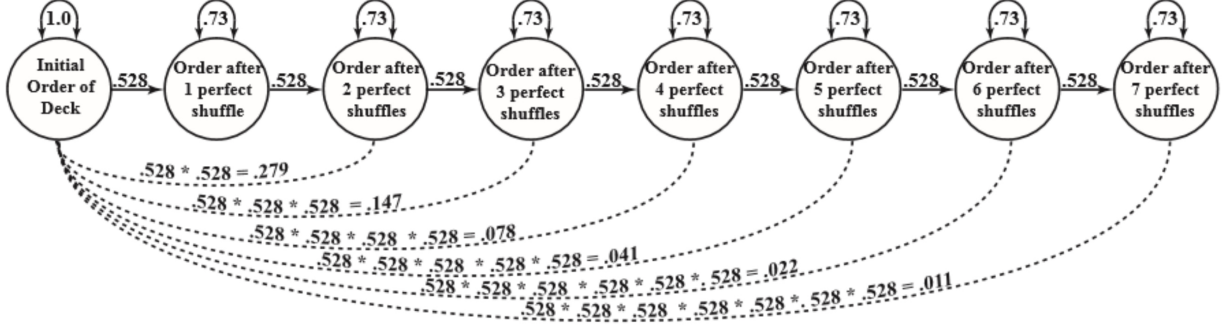 1.0
.73
.73
.73
.73
.73
.73
.73
Initial
Order of
Deck
.528
Order after
1 perfect
shuffle
.528
Order after
2 perfect
shuffles
.528
Order after
3 perfect
shuffles
.528
Order after
4 perfect
shuffles
.528
Order after
5 perfect
shuffles
.528
Order after
6 perfect
shuffles
.528
Order after
7 perfect
shuffles
.528 * .528 = .279
.528 * .528 * .528 = .147
.528 * .528 * .528 * .528 = .078
.528 * .528 * .528 * .528 * .528 = .041
.528 * .528 * .528 * .528 * .528 * .528 = .022
.528 * .528 * .528 * .528 * .528 *. 528 * .528 = .011